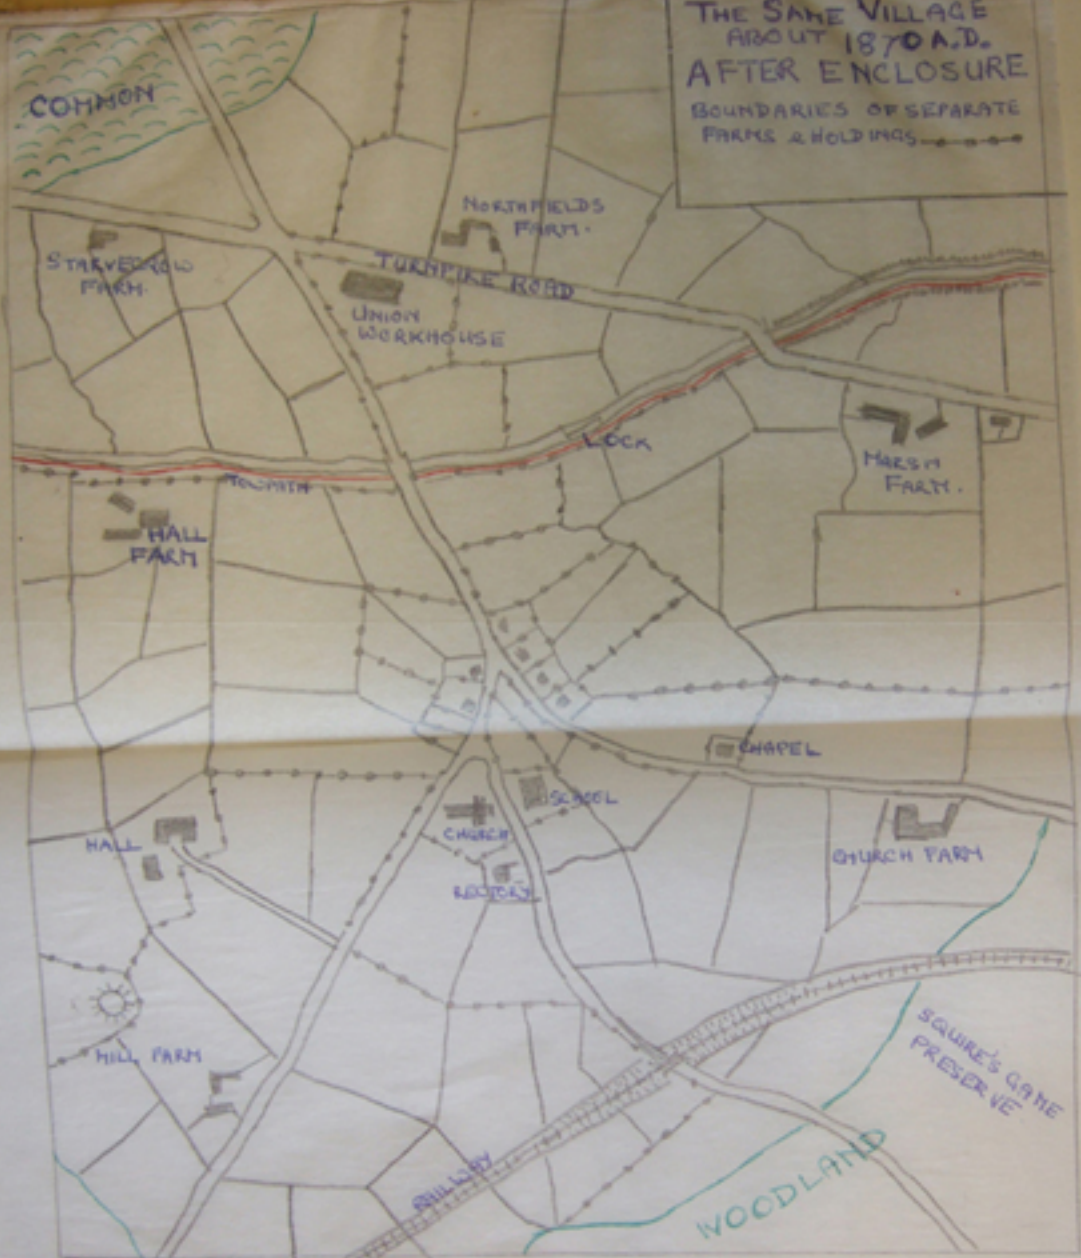 THE SAME VILLAGE
ABOUT 1870 A.D.
AFTER ENCLOSURE
BOUNDARIES OF SEPARATE
FARMS & HOLDINGS
COMMON
NORTHFIELDS
FARM.
STARVECROW
FARM.
TURNPIKE ROAD
UNION
WORKHOUSE
LOCK
MARSH
FARM.
TOWPATH
HALL
FARM
CHAPEL
SCHOOL
CHURCH
HALL
CHURCH FARM
RECTORY
SQUIRE'S GAME
PRESERVE
HILL FARM
RAILWAY
WOODLAND